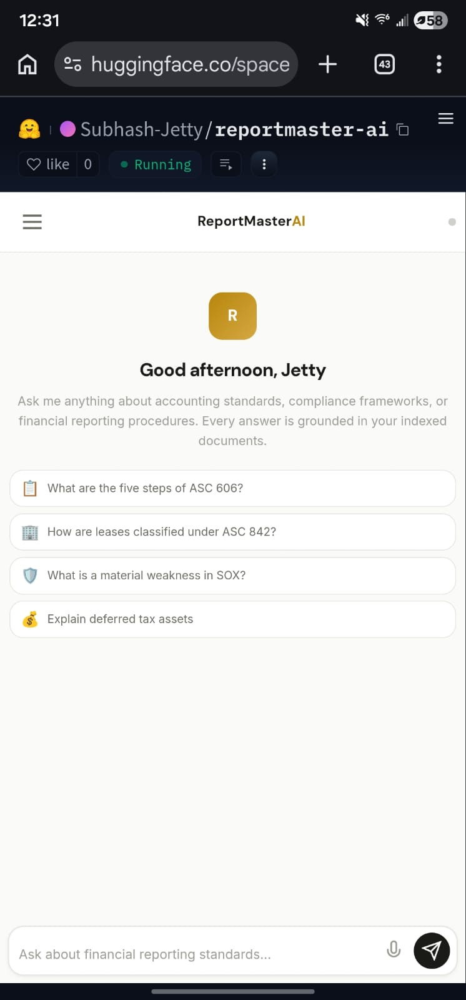 12:31
6
58
huggingface.co/space
43
Subhash-Jetty/reportmaster-ai
like 0
Running
ReportMasterAI
R
Good afternoon, Jetty
Ask me anything about accounting standards, compliance frameworks, or
financial reporting procedures. Every answer is grounded in your indexed
documents.
What are the five steps of ASC 606?
How are leases classified under ASC 842?
What is a material weakness in SOX?
Explain deferred tax assets
Ask about financial reporting standards...